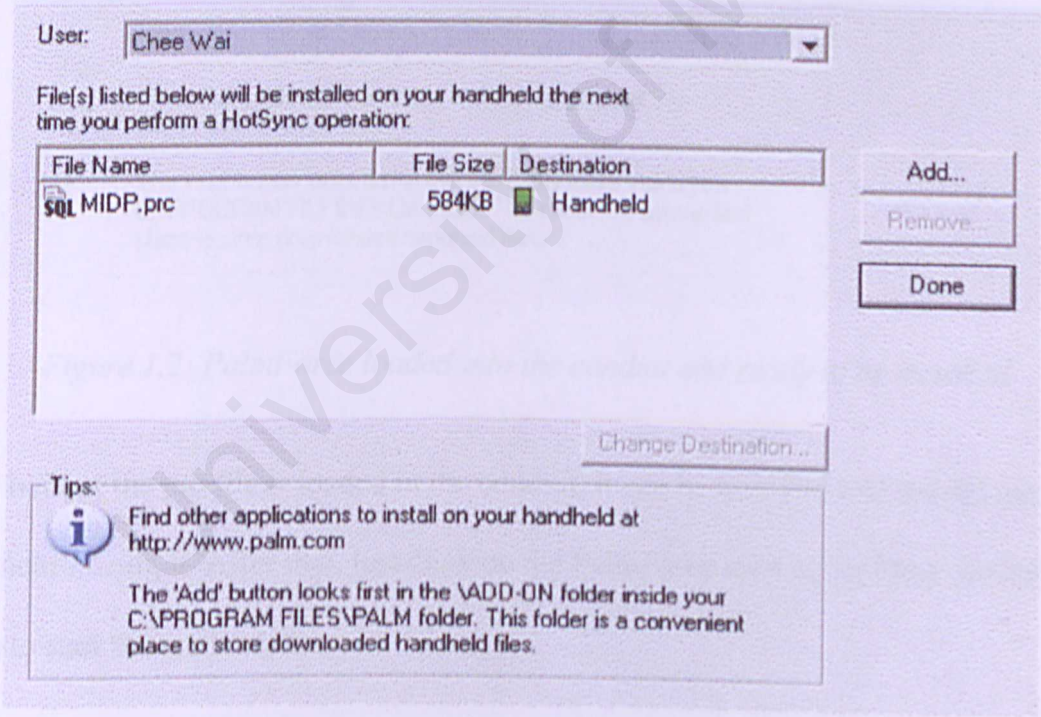 User: Chee Wai
File(s) listed below will be installed on your handheld the next
time you perform a HotSync operation:
File Name File Size Destination
SQL MIDP.prc 584KB Handheld
Add...
Remove...
Done
Change Destination...
Tips:
Find other applications to install on your handheld at
http://www.palm.com
The 'Add' button looks first in the \ADD-ON folder inside your
C:\PROGRAM FILES\PALM folder. This folder is a convenient
place to store downloaded handheld files.
University of